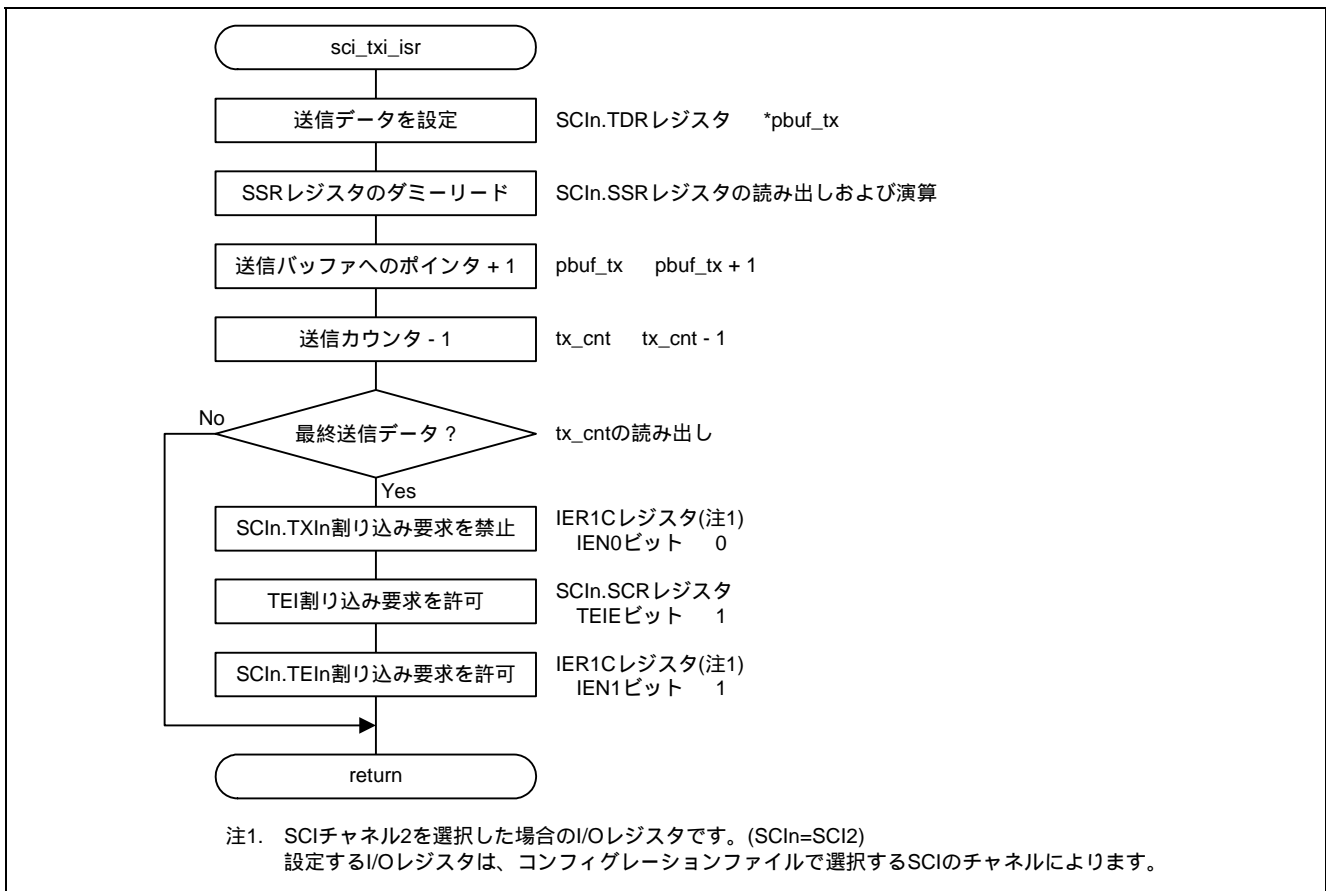 sci_txi_isr
送信データを設定 SCIn.TDRレジスタ *pbuf_tx
SSRレジスタのダミーリード SCIn.SSRレジスタの読み出しおよび演算
送信バッファへのポインタ + 1 pbuf_tx pbuf_tx + 1
送信カウンタ - 1 tx_cnt tx_cnt - 1
No
最終送信データ ? tx_cntの読み出し
Yes
SCIn.TXIn割り込み要求を禁止 IER1Cレジスタ(注1)
IEN0ビット 0
TEI割り込み要求を許可 SCIn.SCRレジスタ
TEIEビット 1
SCIn.TEIn割り込み要求を許可 IER1Cレジスタ(注1)
IEN1ビット 1
return
注1. SCIチャネル2を選択した場合のI/Oレジスタです。(SCIn=SCI2)
設定するI/Oレジスタは、コンフィグレーションファイルで選択するSCIのチャネルによります。